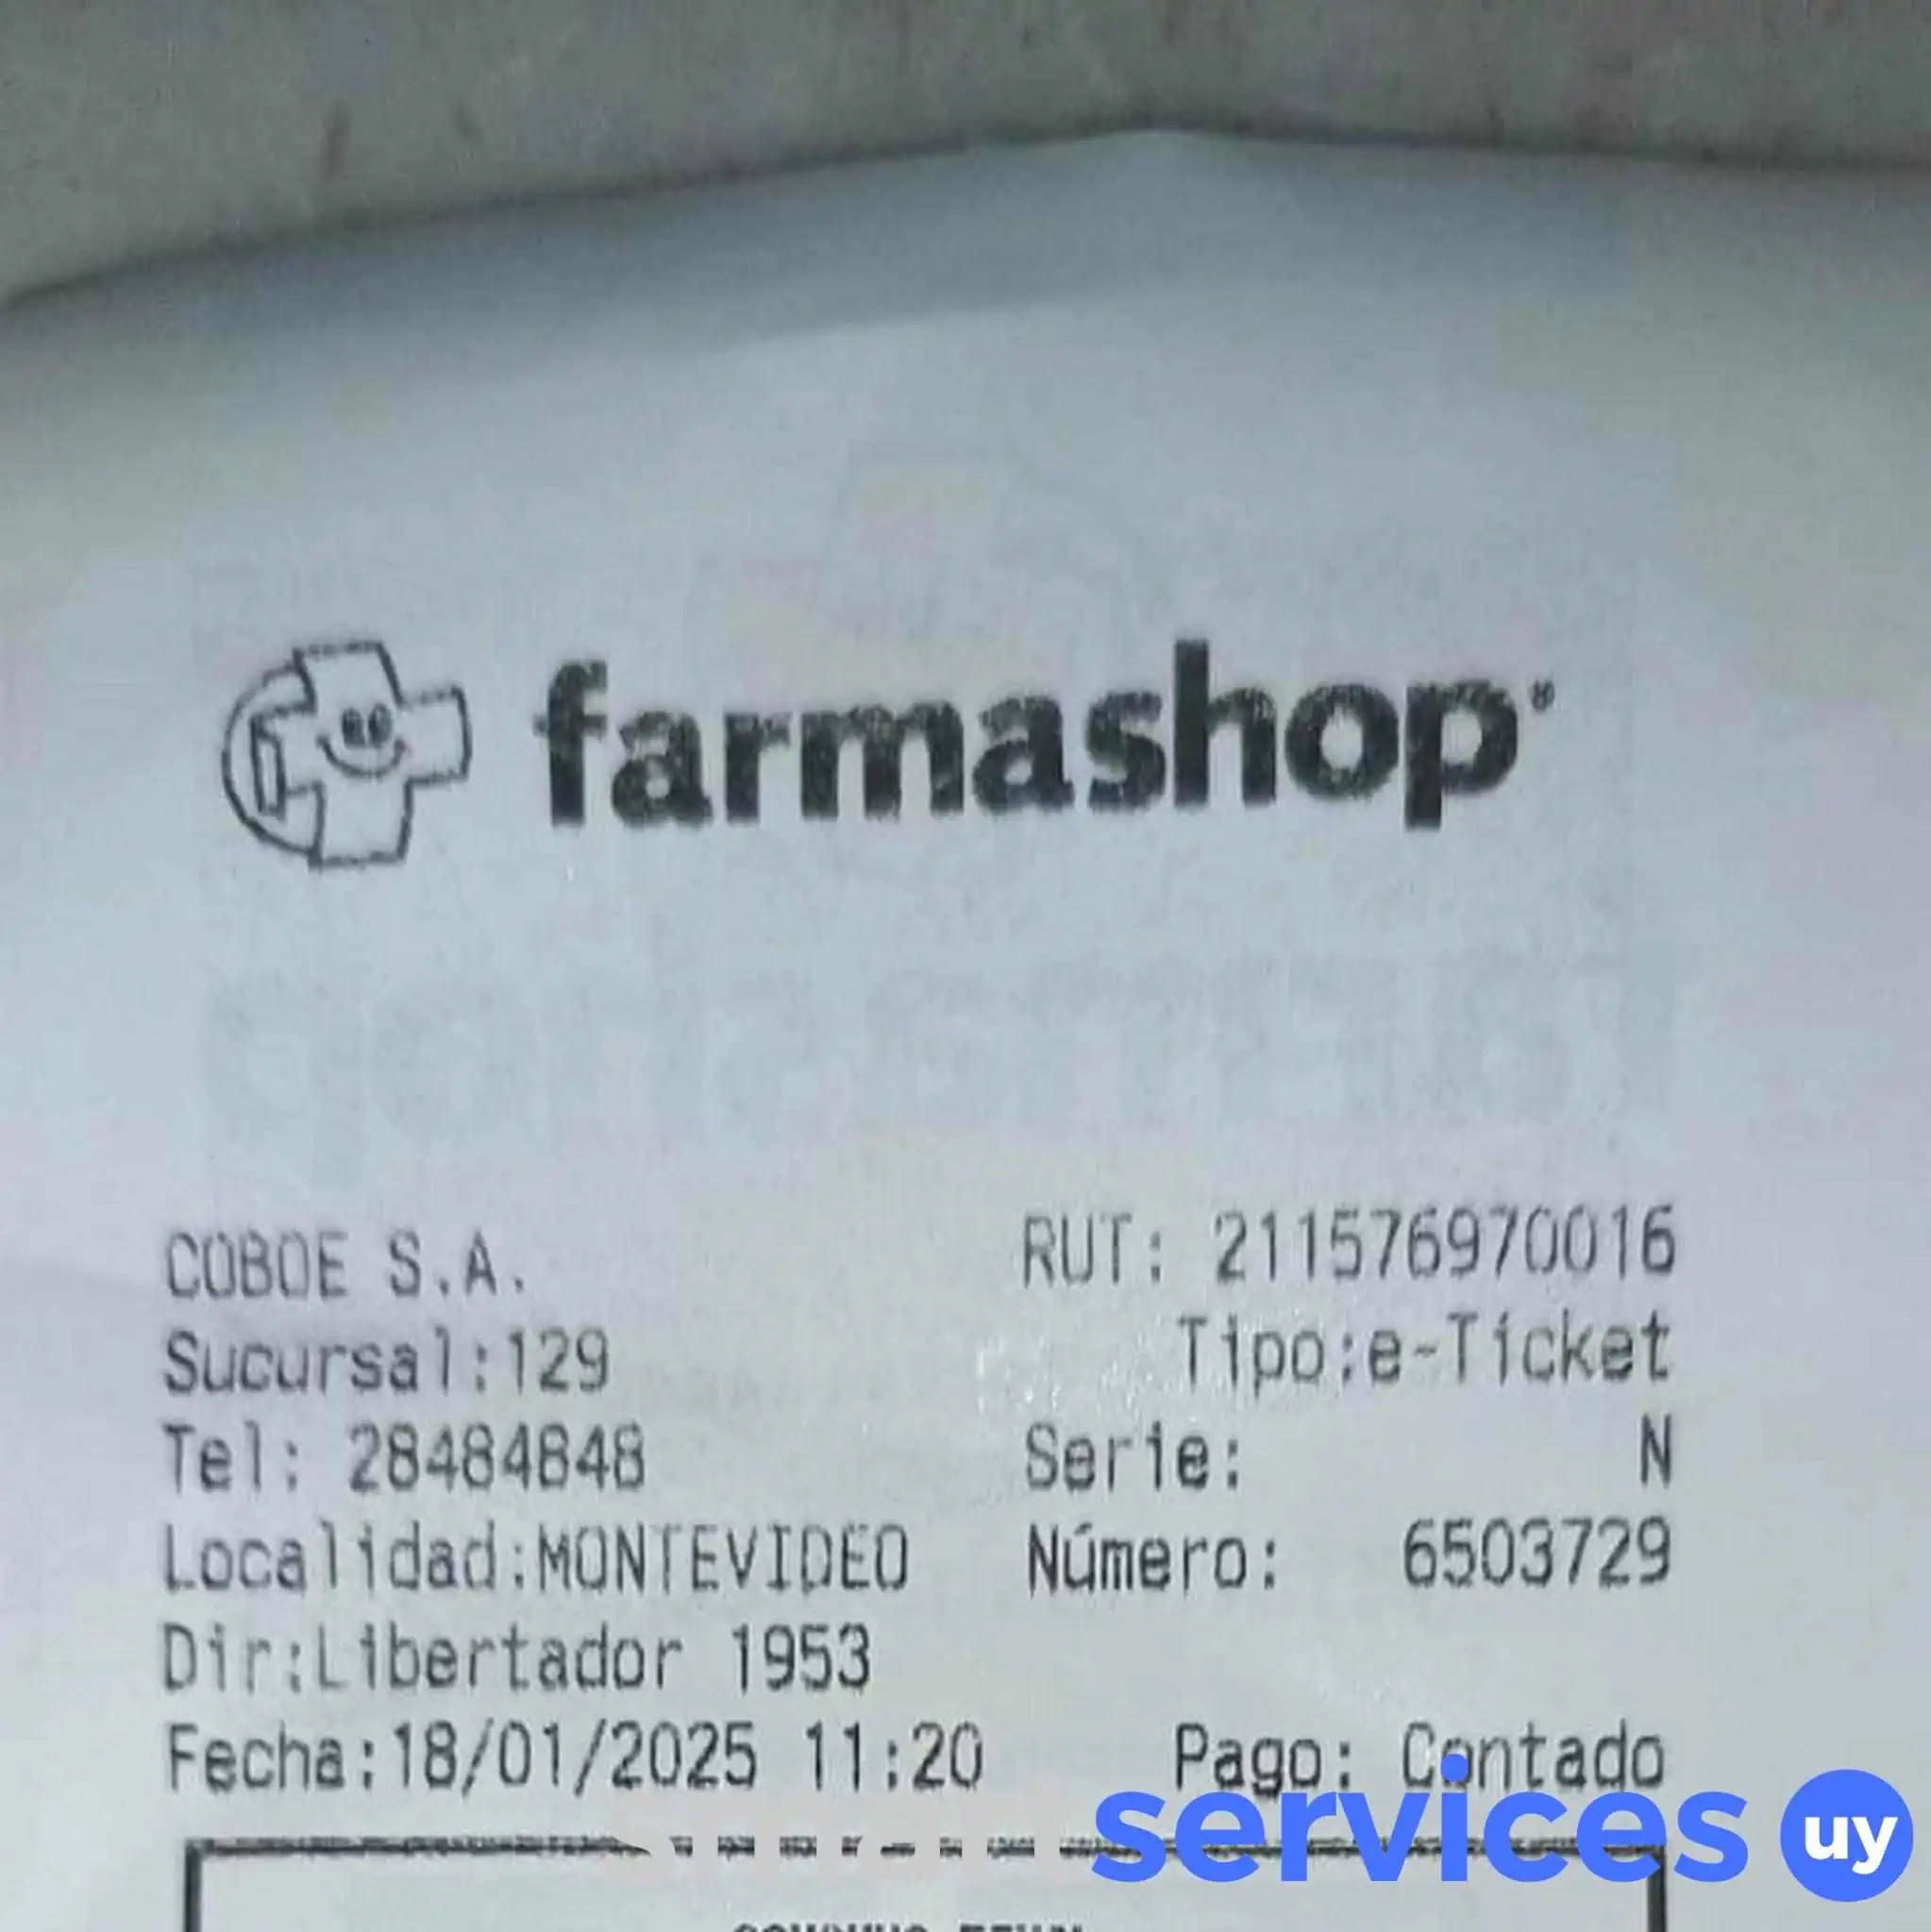 farmashop®
COBOE S.A. RUT: 211576970016
Sucursal:129 Tipo:e-Ticket
Tel: 28484848 Serie: N
Localidad:MONTEVIDEO Número: 6503729
Dir:Libertador 1953
Fecha:18/01/2025 11:20 Pago: Contado
services uy